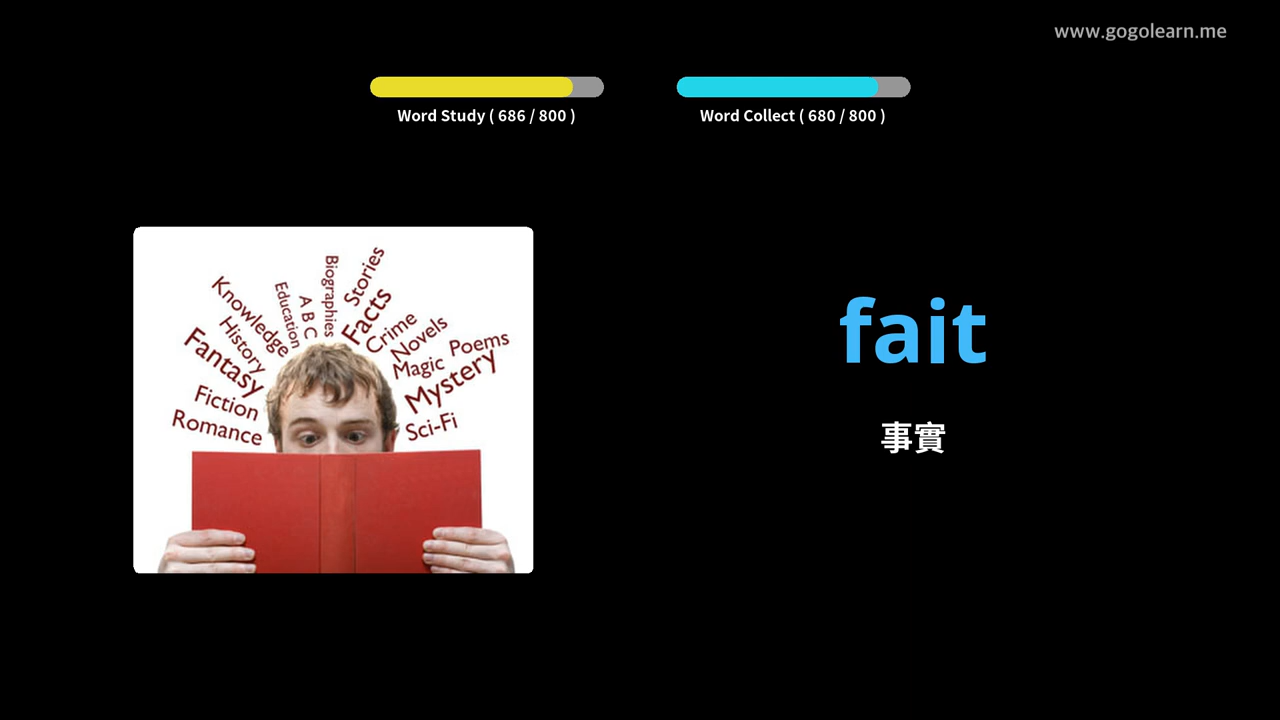 www.gogolearn.me
Word Study ( 686 / 800 )
Word Collect ( 680 / 800 )
Knowledge
Education
A B C
Biographies
Stories
Facts
Crime
History
Novels
Poems
Fantasy
Magic
Mystery
Fiction
Romance
Sci-Fi
fait
事實